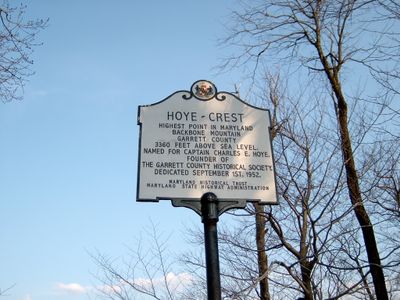 HOYE-CREST
HIGHEST POINT IN MARYLAND
BACKBONE MOUNTAIN
GARRETT COUNTY
3360 FEET ABOVE SEA LEVEL.
NAMED FOR CAPTAIN CHARLES E. HOYE,
FOUNDER OF
THE GARRETT COUNTY HISTORICAL SOCIETY.
DEDICATED SEPTEMBER 1ST, 1952.
MARYLAND HISTORICAL TRUST
MARYLAND STATE HIGHWAY ADMINISTRATION